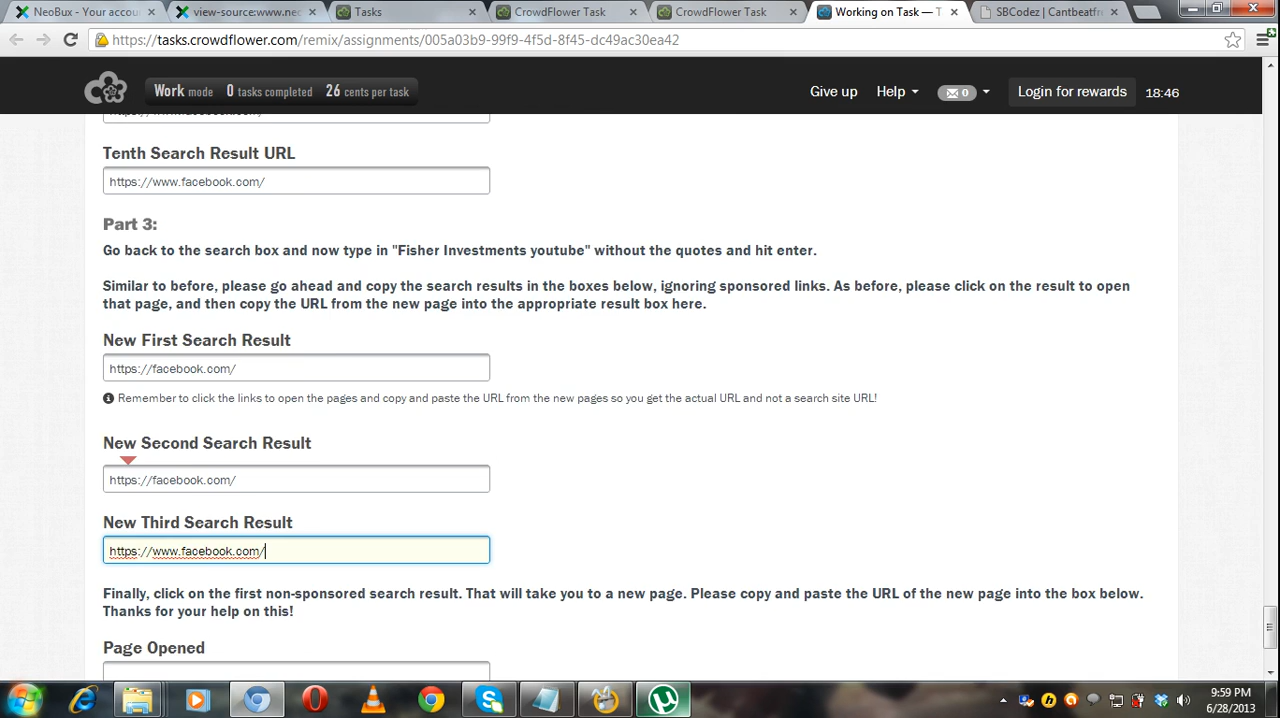 NeoBux - Your accou
view-source:www.neo
Tasks
CrowdFlower Task
CrowdFlower Task
Working on Task — T
SBCodez | Cantbeatfr
https://tasks.crowdflower.com/remix/assignments/005a03b9-99f9-4f5d-8f45-dc49ac30ea42
Work mode 0 tasks completed 26 cents per task
Give up Help 0 Login for rewards 18:46
Tenth Search Result URL
https://www.facebook.com/
Part 3:
Go back to the search box and now type in "Fisher Investments youtube" without the quotes and hit enter.
Similar to before, please go ahead and copy the search results in the boxes below, ignoring sponsored links. As before, please click on the result to open
that page, and then copy the URL from the new page into the appropriate result box here.
New First Search Result
https://facebook.com/
Remember to click the links to open the pages and copy and paste the URL from the new pages so you get the actual URL and not a search site URL!
New Second Search Result
https://facebook.com/
New Third Search Result
https://www.facebook.com/
Finally, click on the first non-sponsored search result. That will take you to a new page. Please copy and paste the URL of the new page into the box below.
Thanks for your help on this!
Page Opened
9:59 PM
6/28/2013